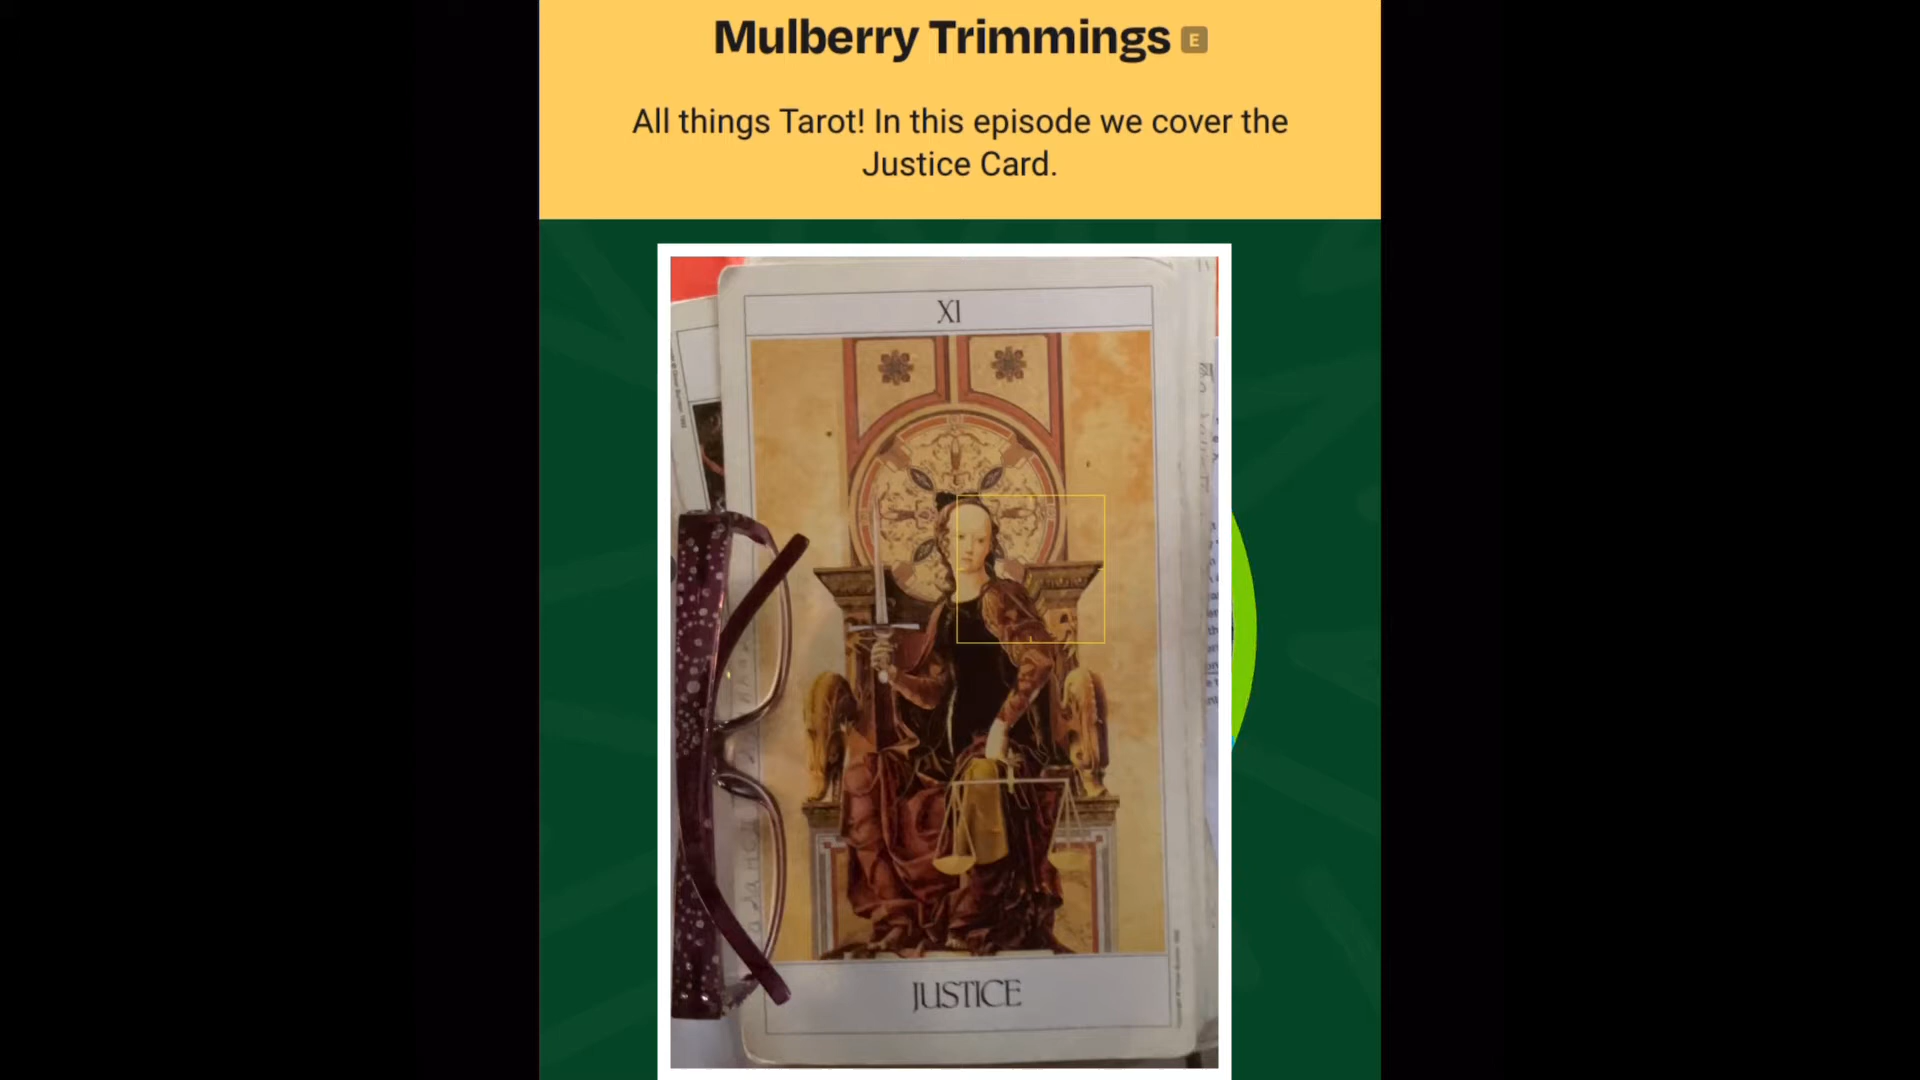 Mulberry Trimmings E
All things Tarot! In this episode we cover the
Justice Card.
XI
JUSTICE